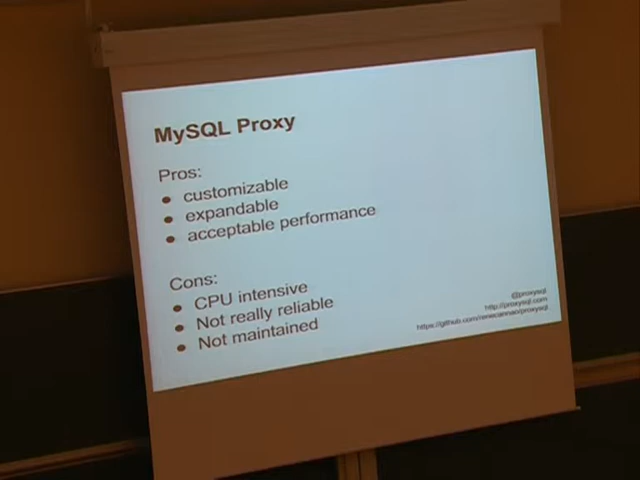 MySQL Proxy
Pros:
● customizable
● expandable
● acceptable performance
Cons:
● CPU intensive
● Not really reliable
● Not maintained
@proxysql
http://proxysql.com
https://github.com/renecannao/proxysql